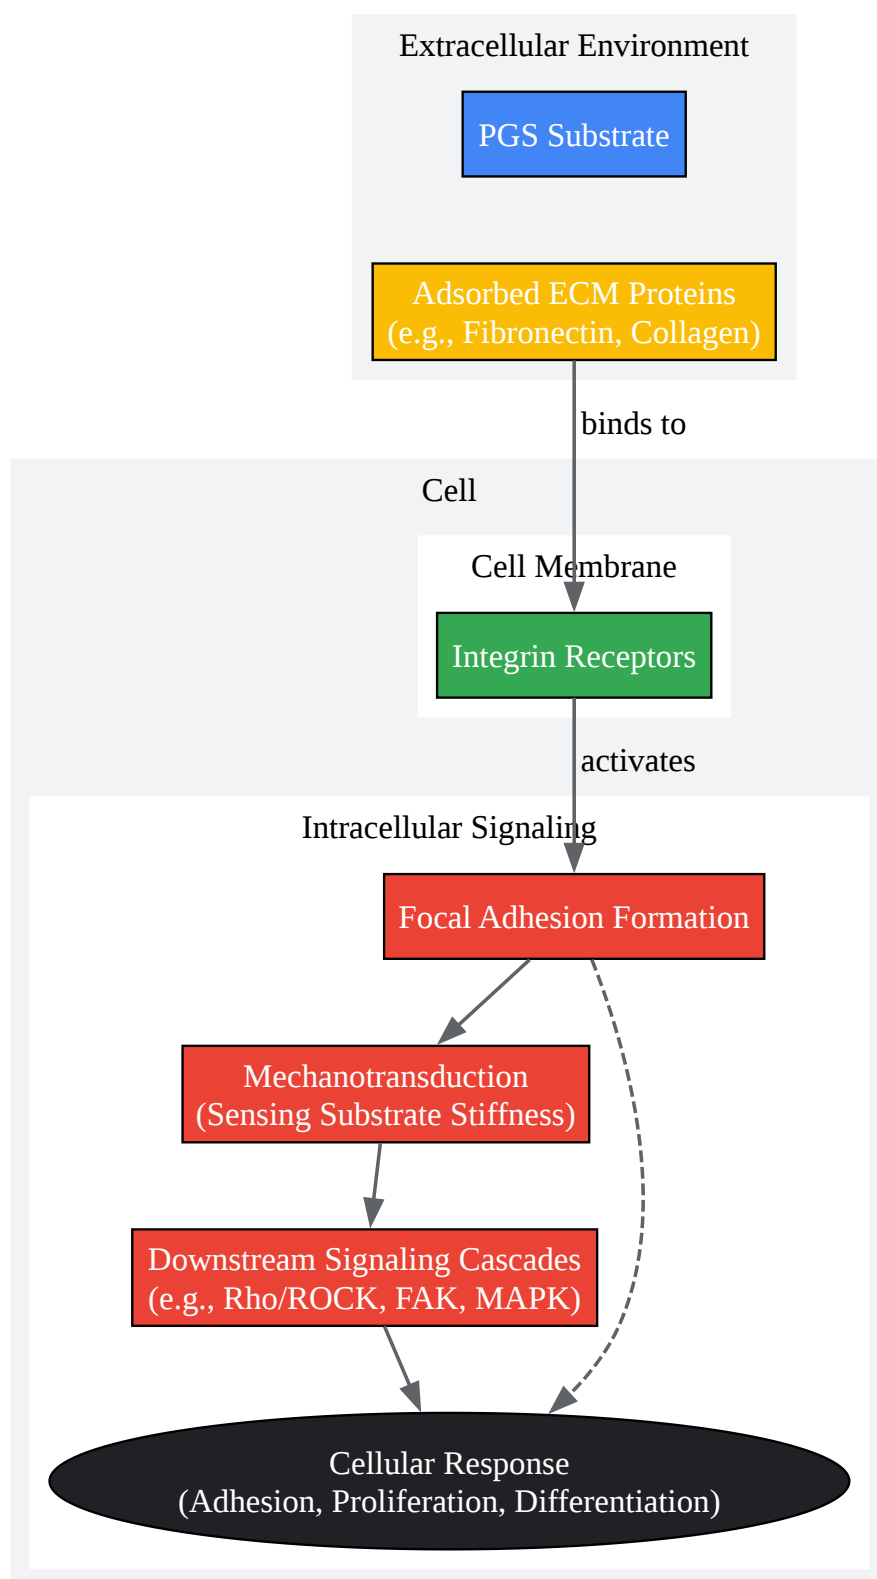 Extracellular Environment
PGS Substrate
Adsorbed ECM Proteins
(e.g., Fibronectin, Collagen)
binds to
Cell
Cell Membrane
Integrin Receptors
activates
Intracellular Signaling
Focal Adhesion Formation
Mechanotransduction
(Sensing Substrate Stiffness)
Downstream Signaling Cascades
(e.g., Rho/ROCK, FAK, MAPK)
Cellular Response
(Adhesion, Proliferation, Differentiation)